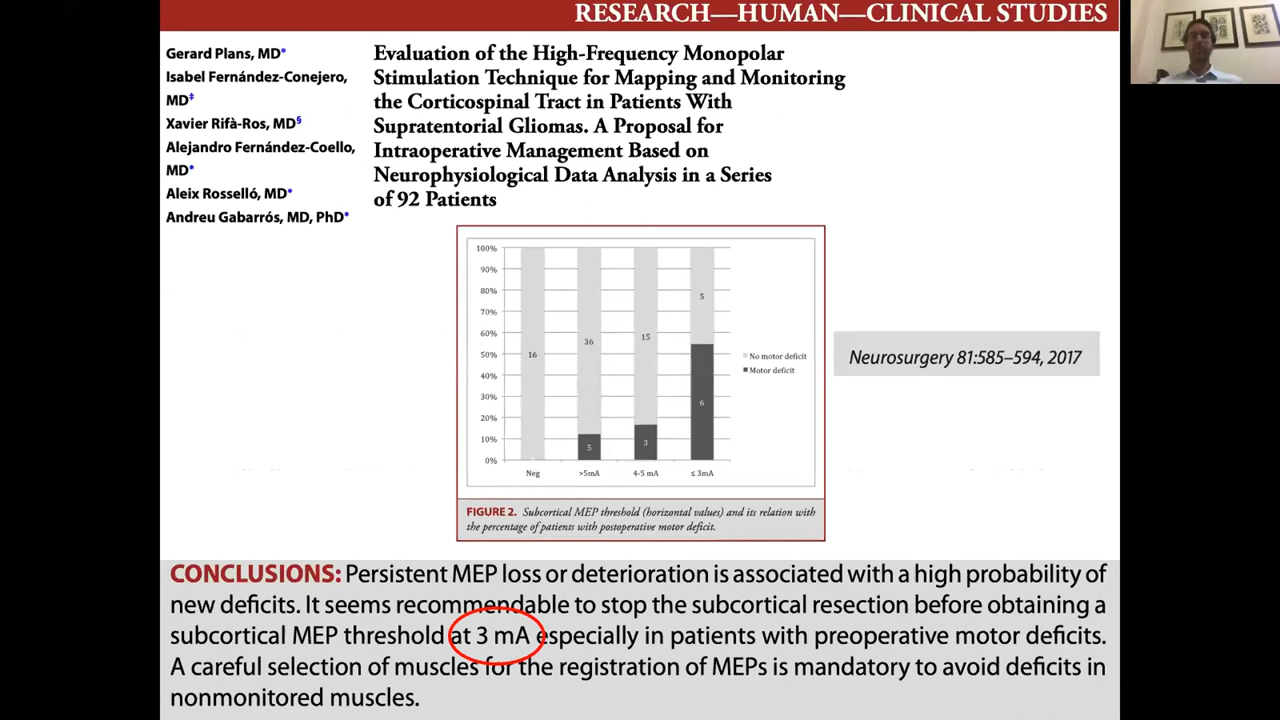 RESEARCH—HUMAN—CLINICAL STUDIES
Gerard Plans, MD*
Isabel Fernández-Conejero,
MD‡
Xavier Rifà-Ros, MD§
Alejandro Fernández-Coello,
MD*
Aleix Rosselló, MD*
Andreu Gabarrós, MD, PhD*
Evaluation of the High-Frequency Monopolar
Stimulation Technique for Mapping and Monitoring
the Corticospinal Tract in Patients With
Supratentorial Gliomas. A Proposal for
Intraoperative Management Based on
Neurophysiological Data Analysis in a Series
of 92 Patients
100%
90%
80%
70%
60%
50%
40%
30%
20%
10%
0%
16
36
5
15
3
5
6
Neg
>5mA
4-5 mA
≤ 3mA
No motor deficit
Motor deficit
FIGURE 2. Subcortical MEP threshold (horizontal values) and its relation with
the percentage of patients with postoperative motor deficit.
Neurosurgery 81:585–594, 2017
CONCLUSIONS: Persistent MEP loss or deterioration is associated with a high probability of
new deficits. It seems recommendable to stop the subcortical resection before obtaining a
subcortical MEP threshold at 3 mA especially in patients with preoperative motor deficits.
A careful selection of muscles for the registration of MEPs is mandatory to avoid deficits in
nonmonitored muscles.